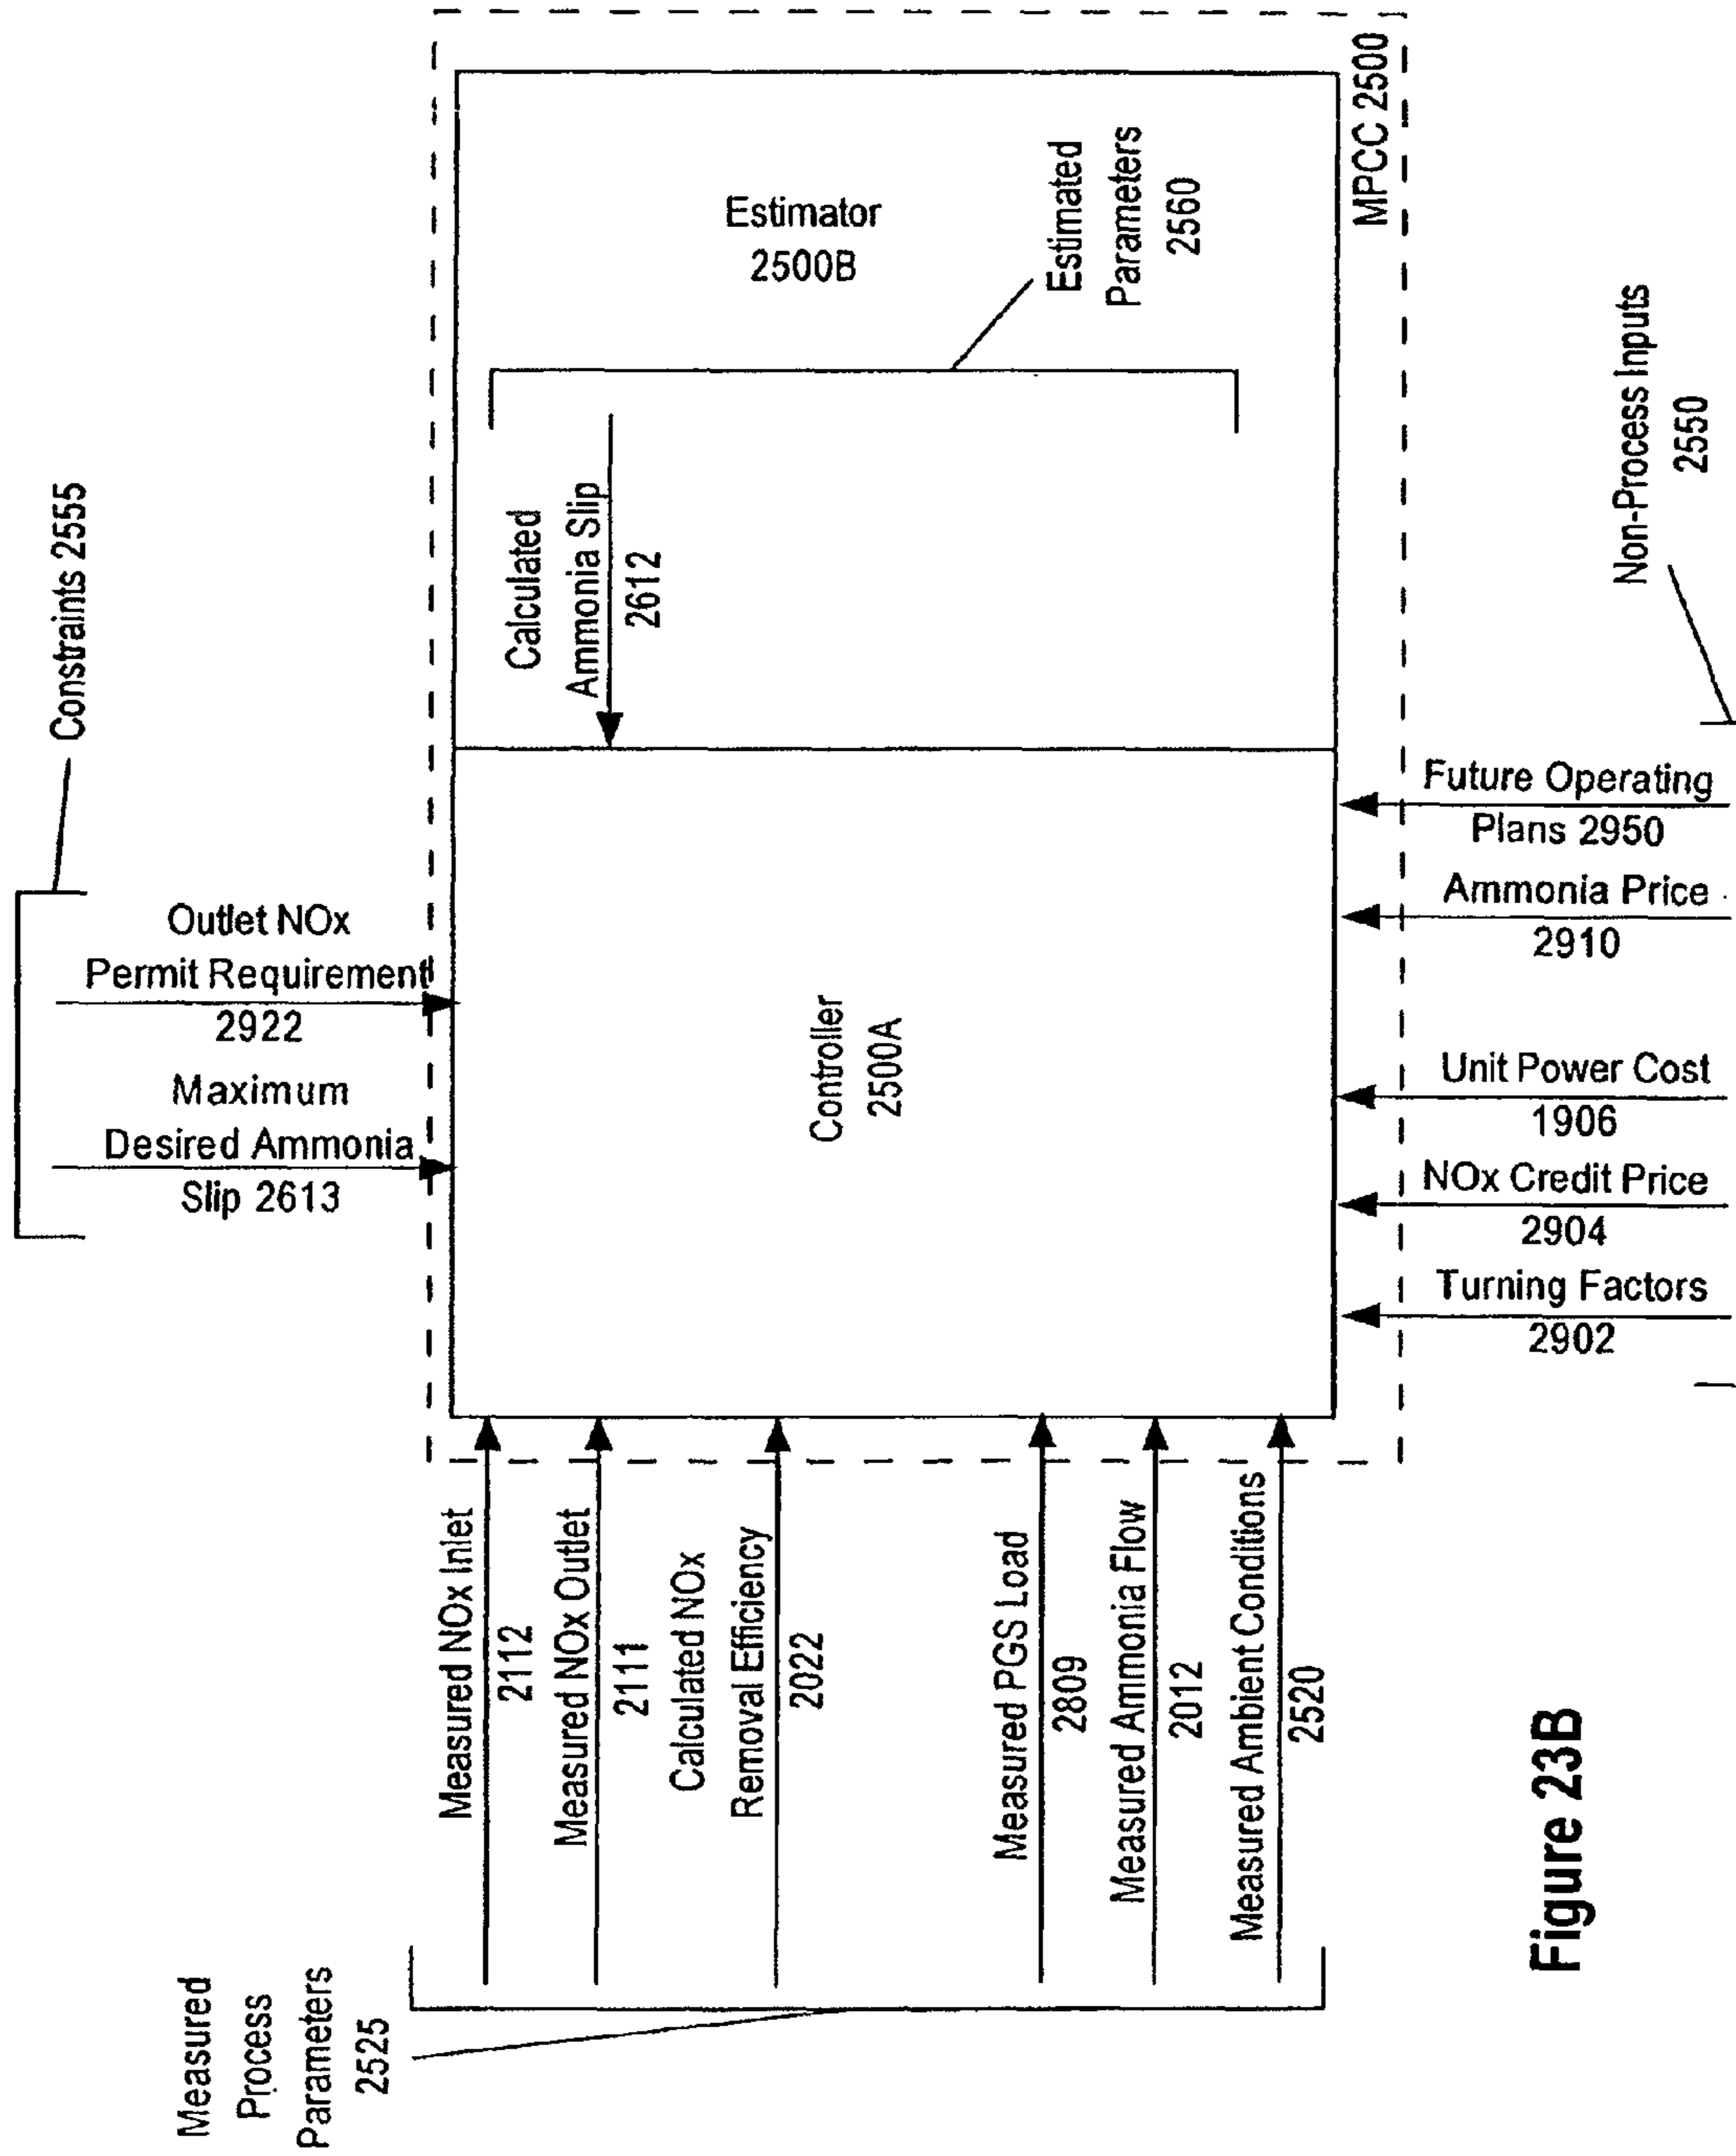 Constraints 2555
Outlet NOx
Permit Requirement
2922
Maximum
Desired Ammonia
Slip 2613
Measured
Process
Parameters
2525
Measured NOx Inlet
2112
Measured NOx Outlet
2111
Calculated NOx
Removal Efficiency
2022
Measured PGS Load
2809
Measured Ammonia Flow
2012
Measured Ambient Conditions
2520
Controller
2500A
Calculated
Ammonia Slip
2612
Estimator
2500B
Estimated
Parameters
2560
MPCC 2500
Future Operating
Plans 2950
Ammonia Price
2910
Unit Power Cost
1906
NOx Credit Price
2904
Turning Factors
2902
Non-Process Inputs
2550
Figure 23B